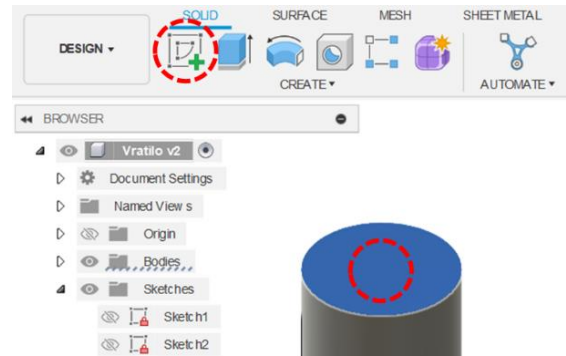 SOLID SURFACE MESH SHEET METAL
DESIGN ▾
CREATE ▾ AUTOMATE ▾
BROWSER
Vratilo v2
Document Settings
Named View s
Origin
Bodies
Sketches
Sketch1
Sketch2